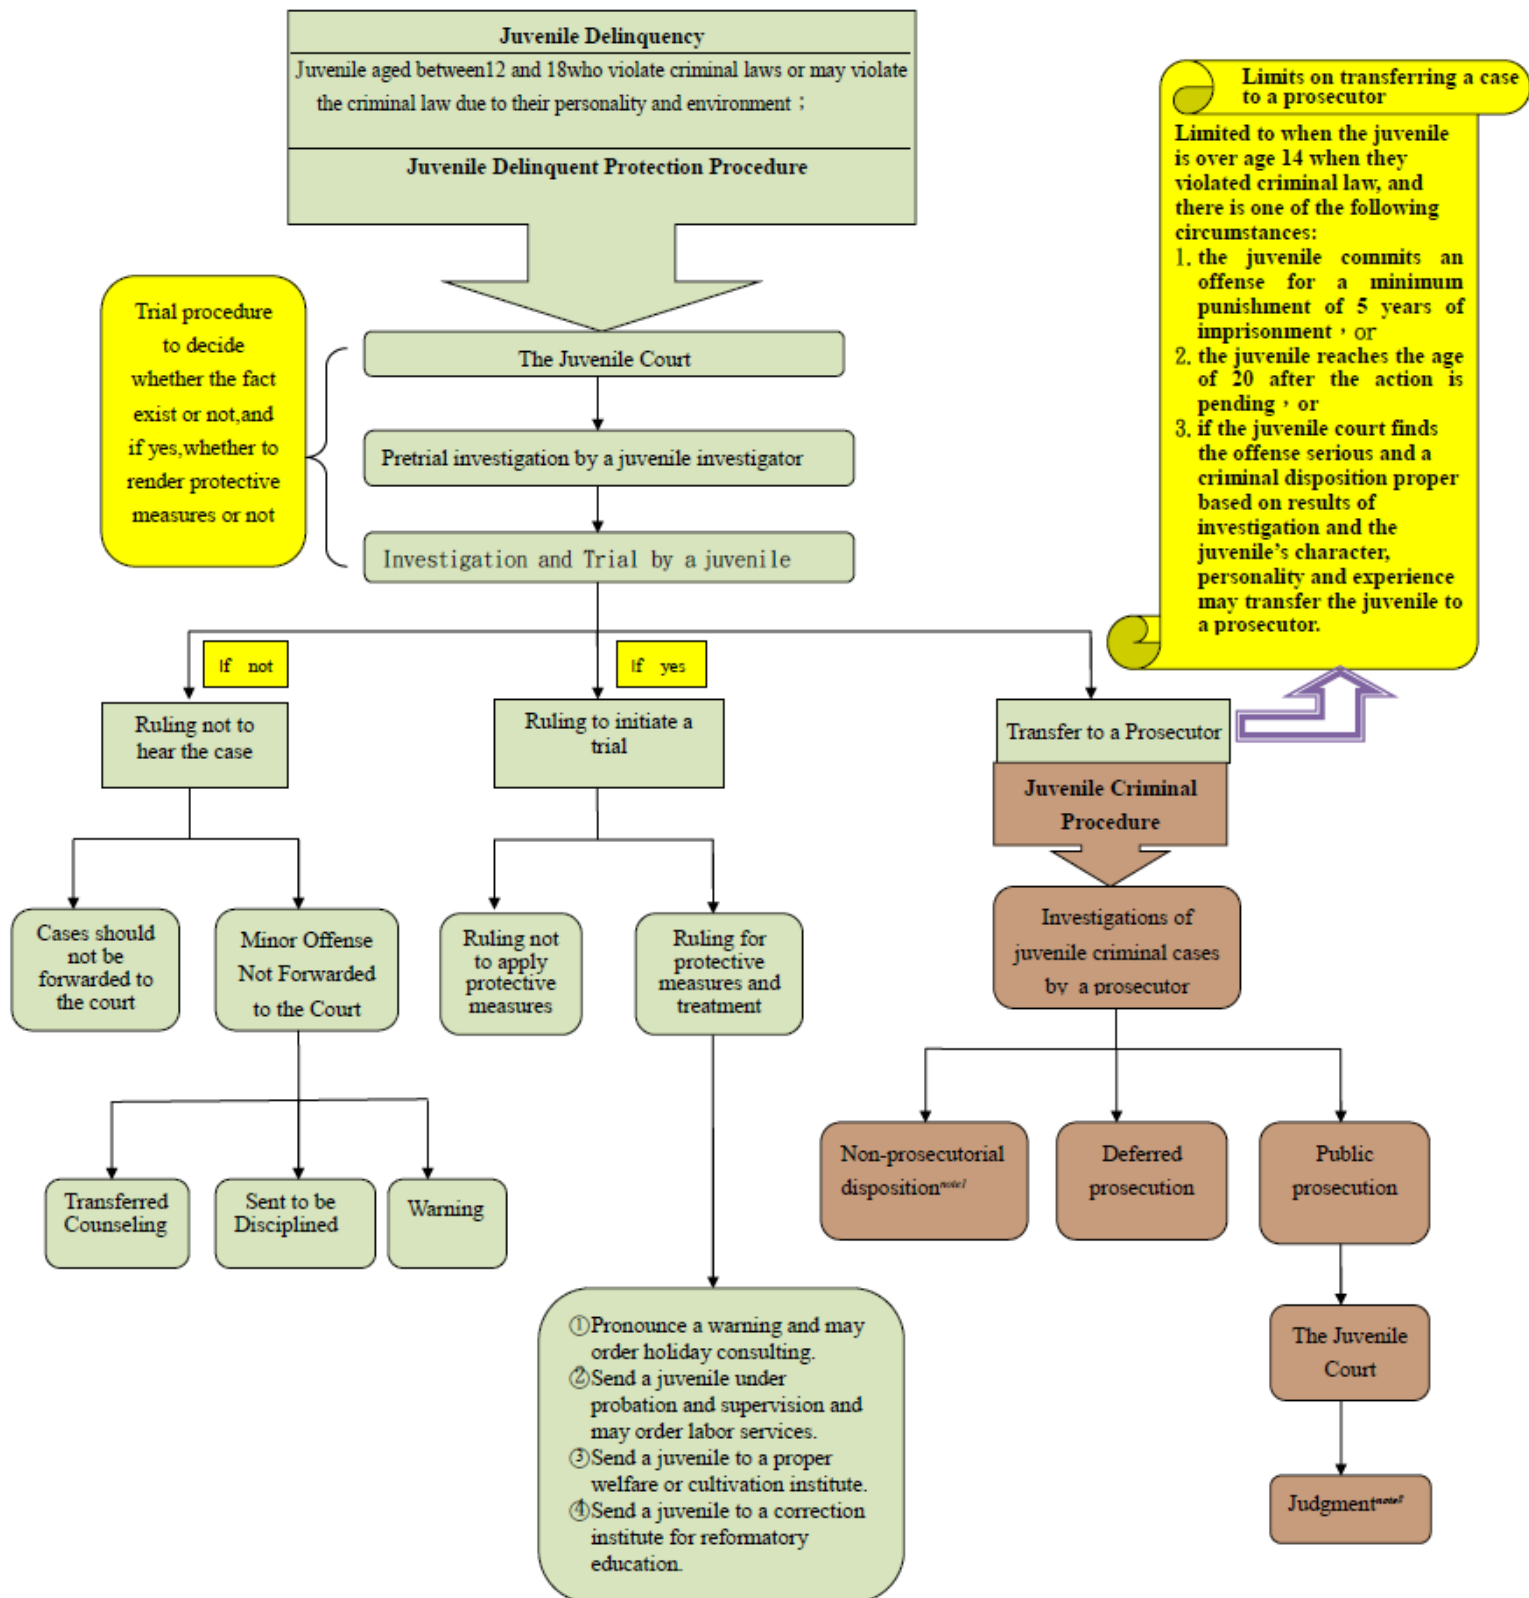 Juvenile Delinquency
Juvenile aged between12 and 18who violate criminal laws or may violate
the criminal law due to their personality and environment；
Juvenile Delinquent Protection Procedure
Limits on transferring a case
to a prosecutor
Limited to when the juvenile
is over age 14 when they
violated criminal law, and
there is one of the following
circumstances:
1. the juvenile commits an
offense for a minimum
punishment of 5 years of
imprisonment，or
2. the juvenile reaches the age
of 20 after the action is
pending，or
3. if the juvenile court finds
the offense serious and a
criminal disposition proper
based on results of
investigation and the
juvenile’s character,
personality and experience
may transfer the juvenile to
a prosecutor.
Trial procedure
to decide
whether the fact
exist or not,and
if yes,whether to
render protective
measures or not
The Juvenile Court
Pretrial investigation by a juvenile investigator
Investigation and Trial by a juvenile
If not
If yes
Ruling not to
hear the case
Ruling to initiate a
trial
Transfer to a Prosecutor
Juvenile Criminal
Procedure
Cases should
not be
forwarded to
the court
Minor Offense
Not Forwarded
to the Court
Ruling not
to apply
protective
measures
Ruling for
protective
measures and
treatment
Investigations of
juvenile criminal cases
by a prosecutor
Transferred
Counseling
Sent to be
Disciplined
Warning
Non-prosecutorial
disposition note1
Deferred
prosecution
Public
prosecution
①Pronounce a warning and may
order holiday consulting.
②Send a juvenile under
probation and supervision and
may order labor services.
③Send a juvenile to a proper
welfare or cultivation institute.
④Send a juvenile to a correction
institute for reformatory
education.
The Juvenile
Court
Judgment